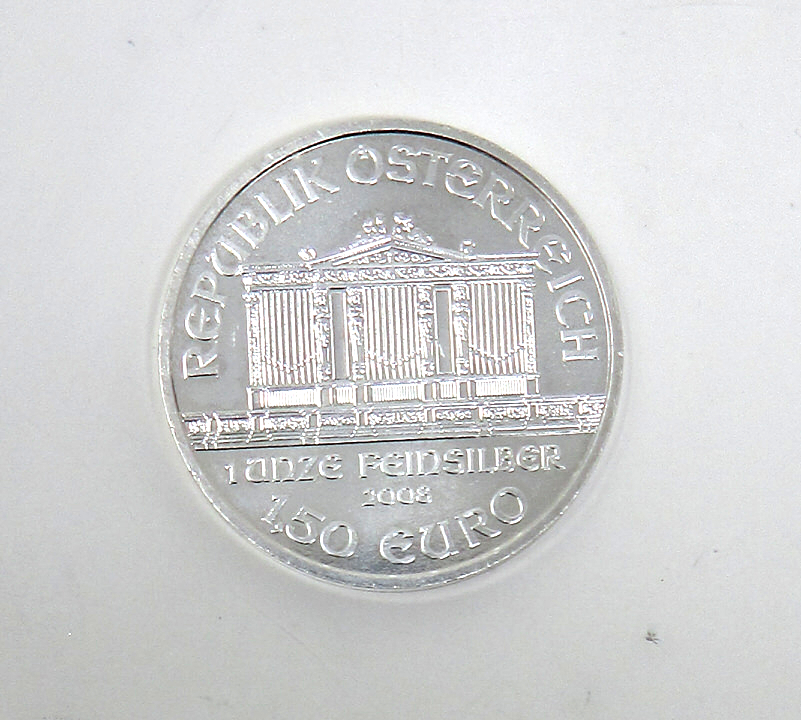 REPUBLIK ÖSTERREICH
1 UNZE FEINSILBER
2008
1,50 EURO